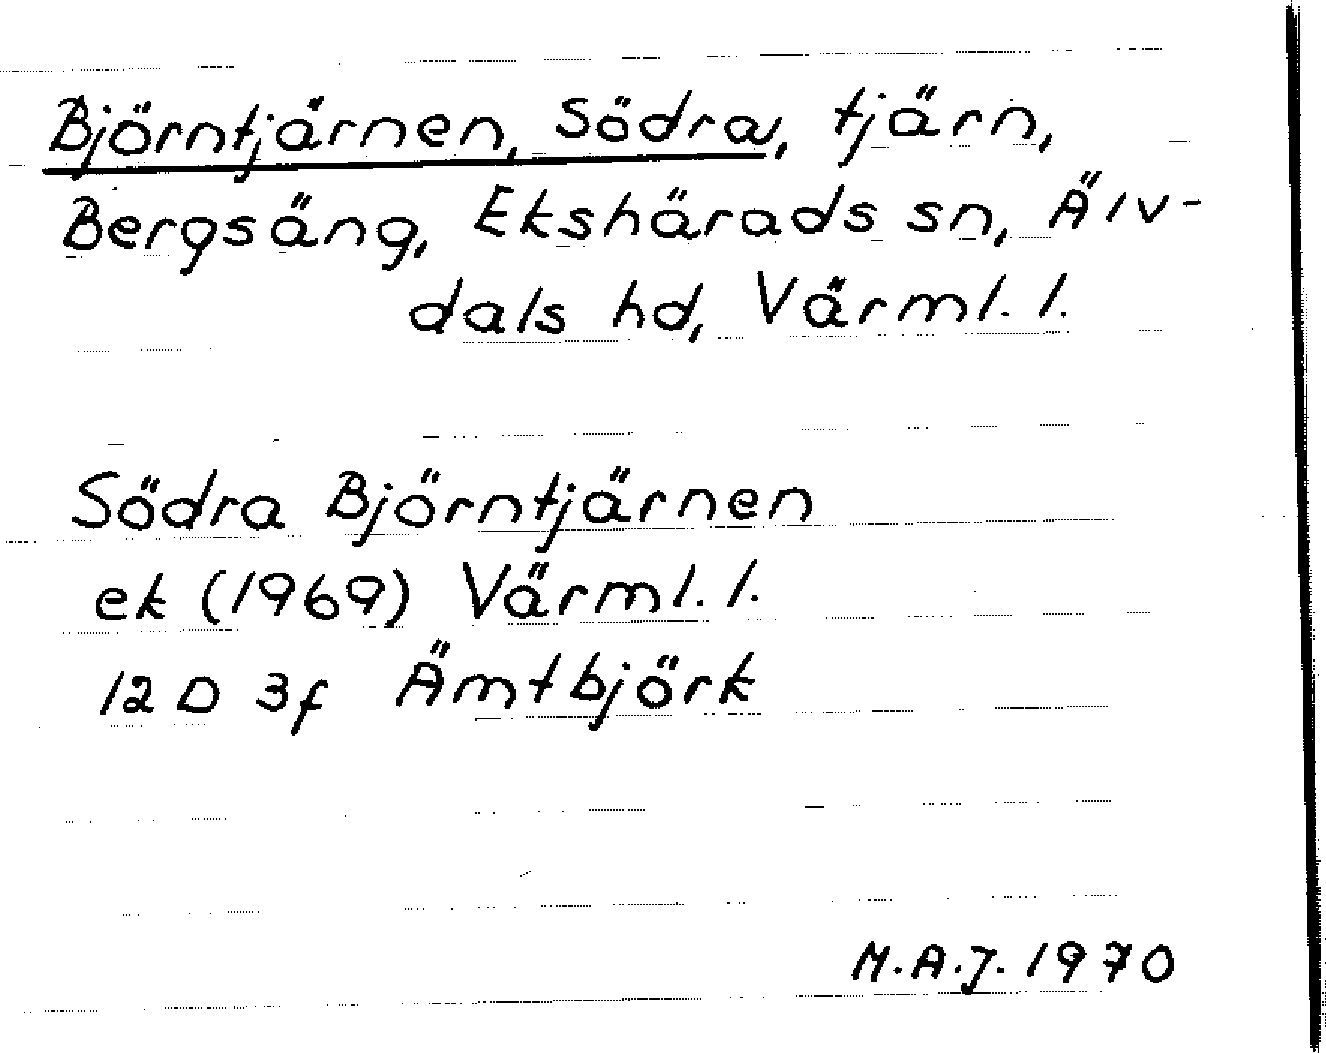 Björntjärnen, Södra, tjärn,
Bergsäng, Ekshärads sn, Älv-
dals hd, Värml. l.
Södra Björntjärnen
ek (1969) Värml. l.
12 D 3f Ämtbjörk
M.A.J. 1970